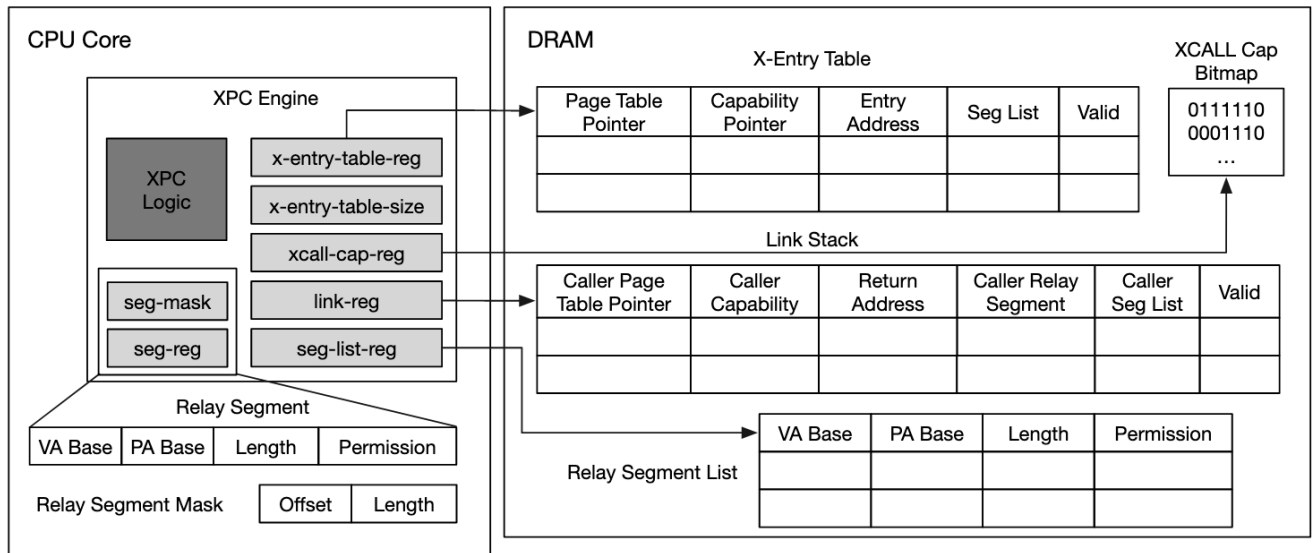 CPU Core
XPC Engine
XPC
Logic
x-entry-table-reg
x-entry-table-size
xcall-cap-reg
link-reg
seg-list-reg
seg-mask
seg-reg
Relay Segment
VA Base PA Base Length Permission
Relay Segment Mask Offset Length
DRAM
X-Entry Table
Page Table
Pointer
Capability
Pointer
Entry
Address
Seg List
Valid
XCALL Cap
Bitmap
0111110
0001110
...
Link Stack
Caller Page
Table Pointer
Caller
Capability
Return
Address
Caller Relay
Segment
Caller
Seg List
Valid
VA Base PA Base Length Permission
Relay Segment List